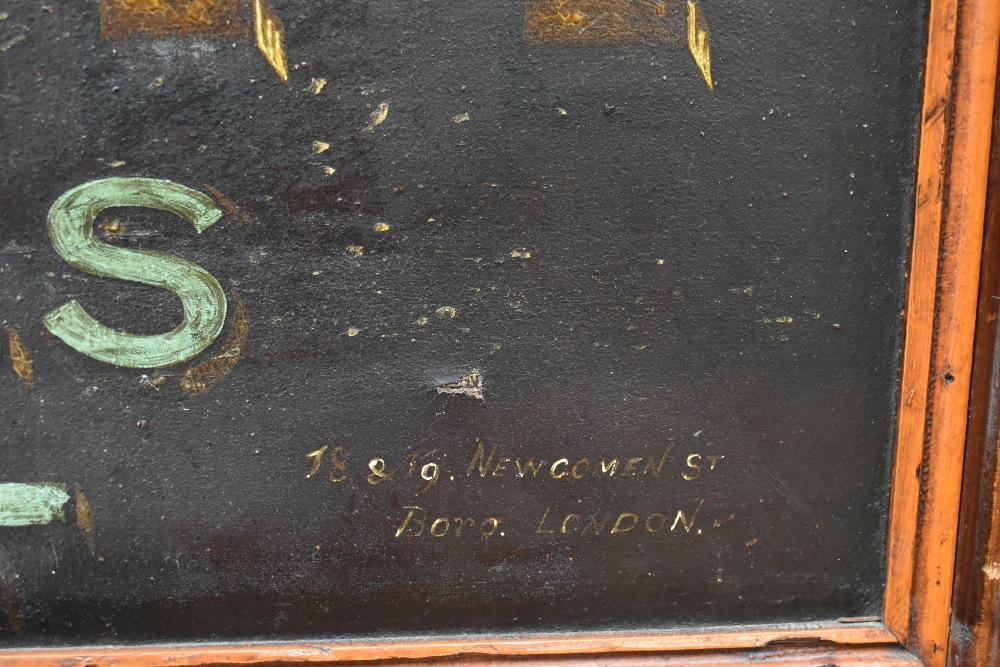 S
18 & 19. NEWCOMEN ST
Boro. LONDON.